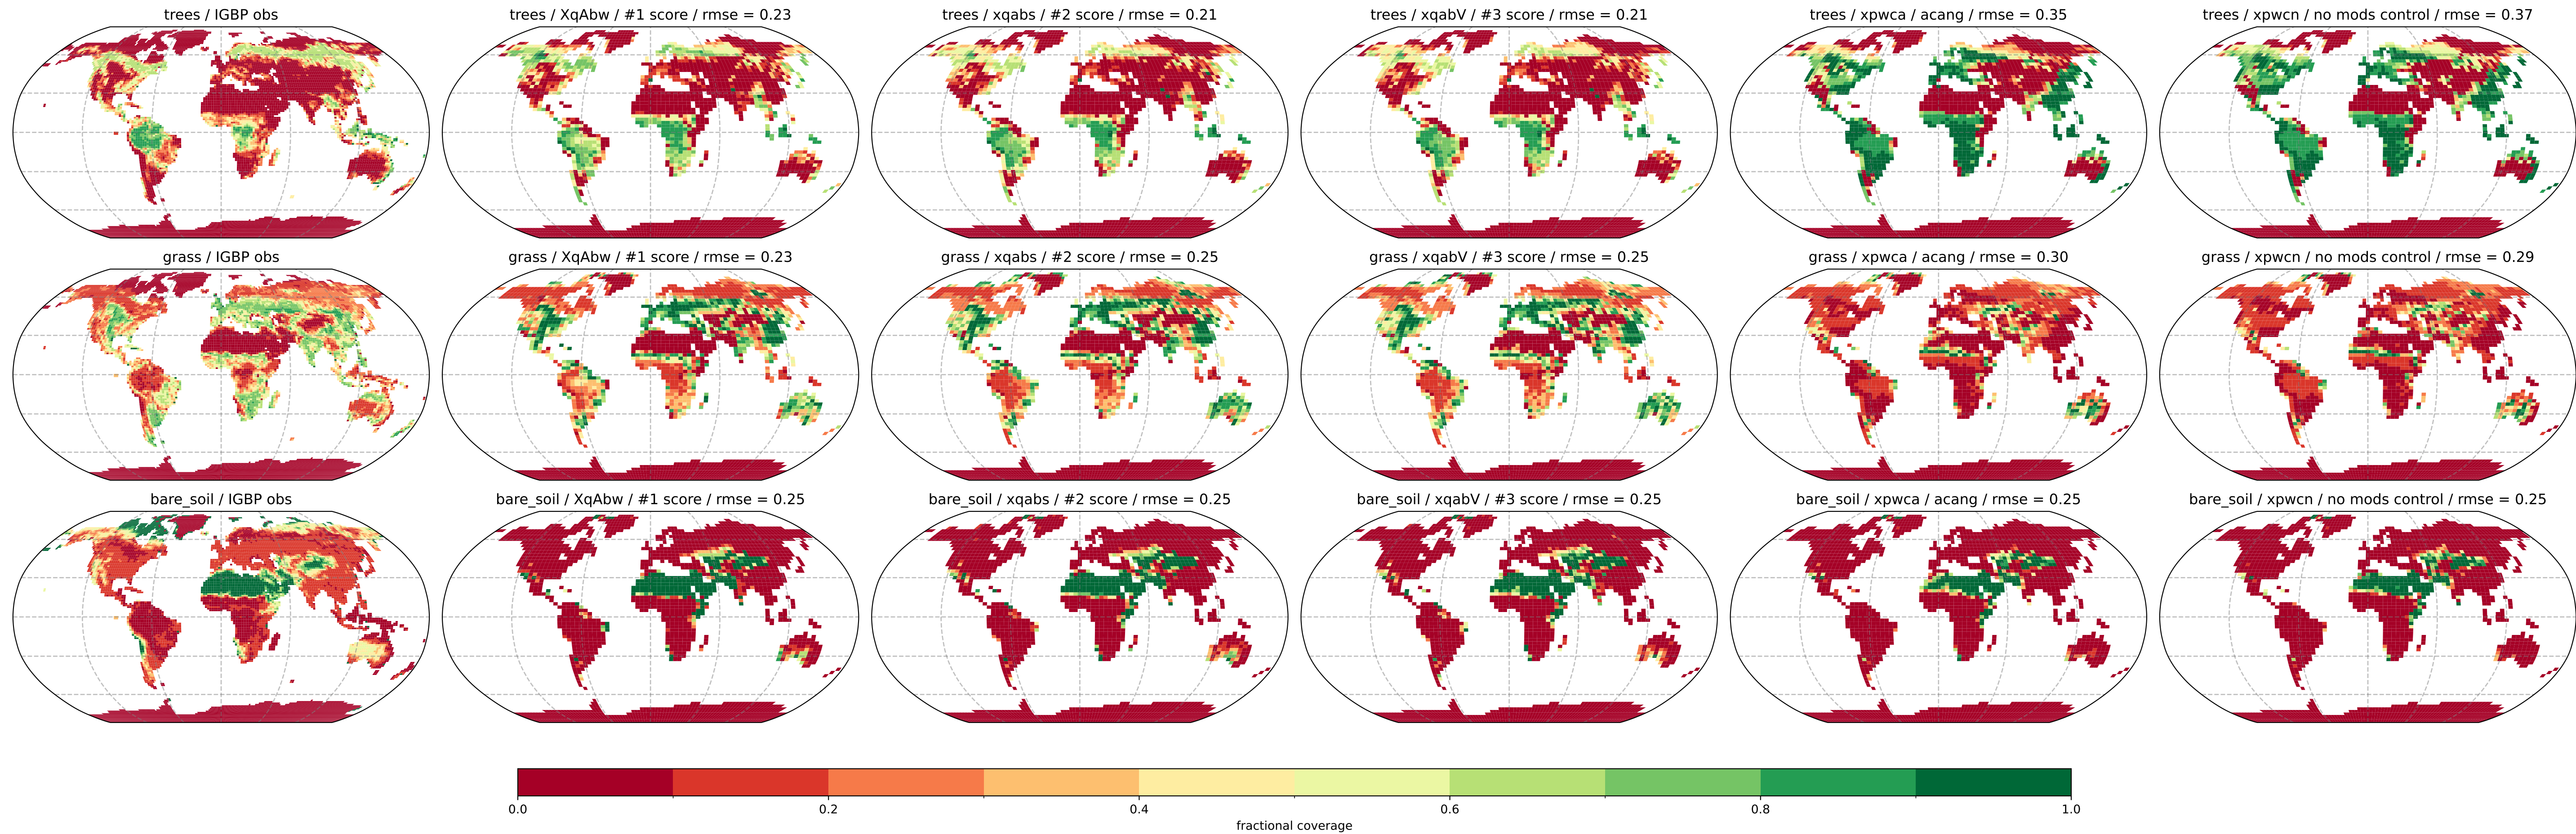 trees / IGBP obs
trees / XqAbw / #1 score / rmse = 0.23
trees / xqabs / #2 score / rmse = 0.21
trees / xqabV / #3 score / rmse = 0.21
trees / xpwca / acang / rmse = 0.35
trees / xpwcn / no mods control / rmse = 0.37
grass / IGBP obs
grass / XqAbw / #1 score / rmse = 0.23
grass / xqabs / #2 score / rmse = 0.25
grass / xqabV / #3 score / rmse = 0.25
grass / xpwca / acang / rmse = 0.30
grass / xpwcn / no mods control / rmse = 0.29
bare_soil / IGBP obs
bare_soil / XqAbw / #1 score / rmse = 0.25
bare_soil / xqabs / #2 score / rmse = 0.25
bare_soil / xqabV / #3 score / rmse = 0.25
bare_soil / xpwca / acang / rmse = 0.25
bare_soil / xpwcn / no mods control / rmse = 0.25
0.0 0.2 0.4 0.6 0.8 1.0
fractional coverage